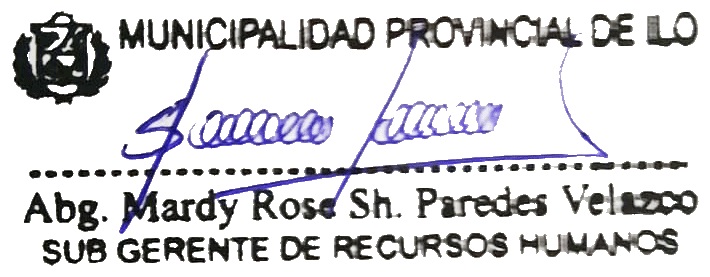 MUNICIPALIDAD PROVINCIAL DE ILO
Abg. Mardy Rose Sh. Paredes Velazco
SUB GERENTE DE RECURSOS HUMANOS